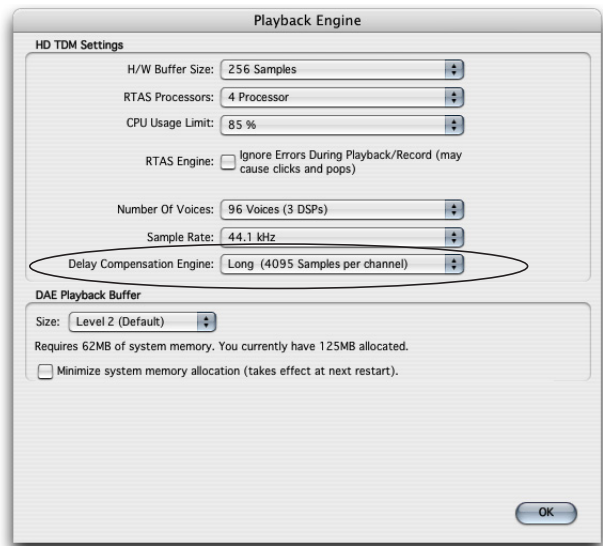 Playback Engine
HD TDM Settings
H/W Buffer Size: 256 Samples
RTAS Processors: 4 Processor
CPU Usage Limit: 85 %
RTAS Engine: Ignore Errors During Playback/Record (may
cause clicks and pops)
Number Of Voices: 96 Voices (3 DSPs)
Sample Rate: 44.1 kHz
Delay Compensation Engine: Long (4095 Samples per channel)
DAE Playback Buffer
Size: Level 2 (Default)
Requires 62MB of system memory. You currently have 125MB allocated.
Minimize system memory allocation (takes effect at next restart).
OK